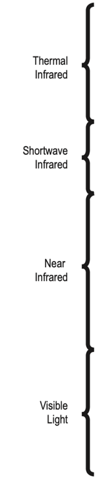 Thermal
Infrared
Shortwave
Infrared
Near
Infrared
Visible
Light